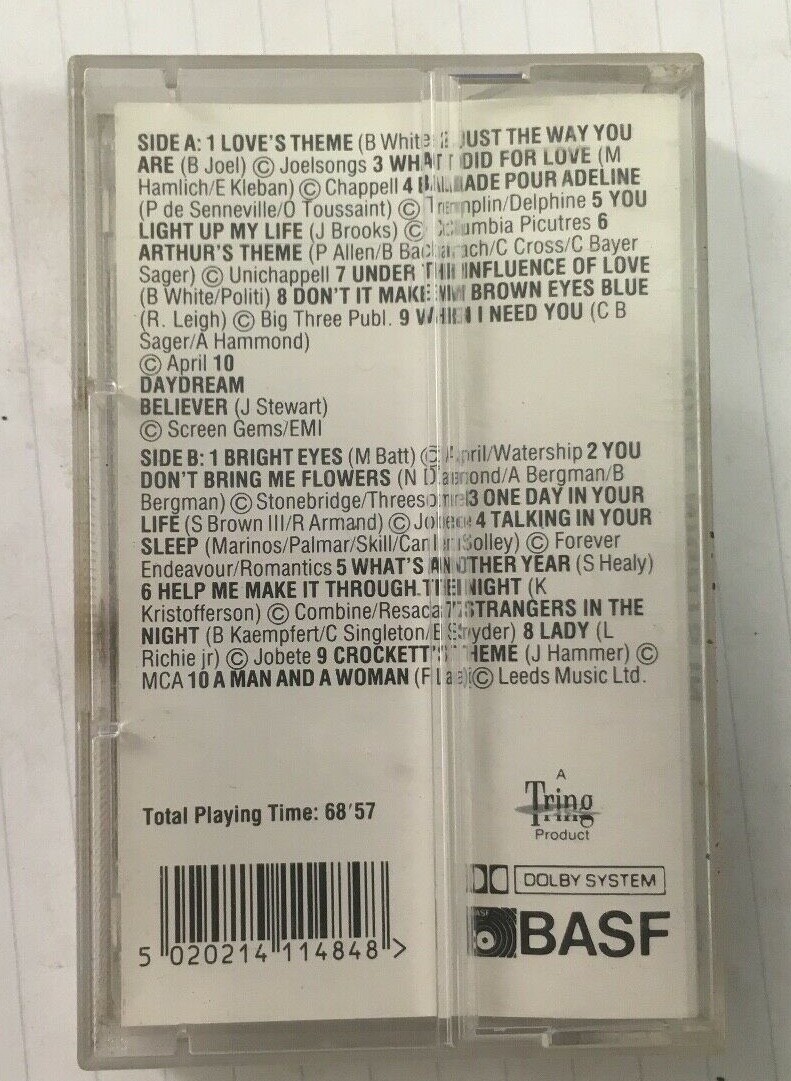 SIDE A: 1 LOVE'S THEME (B White 2 JUST THE WAY YOU
ARE (B Joel) © Joelsongs 3 WHAT I DID FOR LOVE (M
Hamlich/E Kleban) © Chappell 4 BALLADE POUR ADELINE
(P de Senneville/O Toussaint) © Tremplin/Delphine 5 YOU
LIGHT UP MY LIFE (J Brooks) © Columbia Picutres 6
ARTHUR'S THEME (P Allen/B Bacharach/C Cross/C Bayer
Sager) © Unichappell 7 UNDER THE INFLUENCE OF LOVE
(B White/Politi) 8 DON'T IT MAKE MY BROWN EYES BLUE
(R. Leigh) © Big Three Publ. 9 WHEN I NEED YOU (C B
Sager/A Hammond)
© April 10
DAYDREAM
BELIEVER (J Stewart)
© Screen Gems/EMI
SIDE B: 1 BRIGHT EYES (M Batt) © April/Watership 2 YOU
DON'T BRING ME FLOWERS (N Diamond/A Bergman/B
Bergman) © Stonebridge/Threesome 3 ONE DAY IN YOUR
LIFE (S Brown III/R Armand) © Jobete 4 TALKING IN YOUR
SLEEP (Marinos/Palmar/Skill/Canler/Solley) © Forever
Endeavour/Romantics 5 WHAT'S ANOTHER YEAR (S Healy)
6 HELP ME MAKE IT THROUGH THE NIGHT (K
Kristofferson) © Combine/Resaca 7 STRANGERS IN THE
NIGHT (B Kaempfert/C Singleton/E Snyder) 8 LADY (L
Richie jr) © Jobete 9 CROCKETT'S THEME (J Hammer) ©
MCA 10 A MAN AND A WOMAN (F Lai) © Leeds Music Ltd.
A
Tring
Product
Total Playing Time: 68'57
DOLBY SYSTEM
BASF
5 020214 114848 >